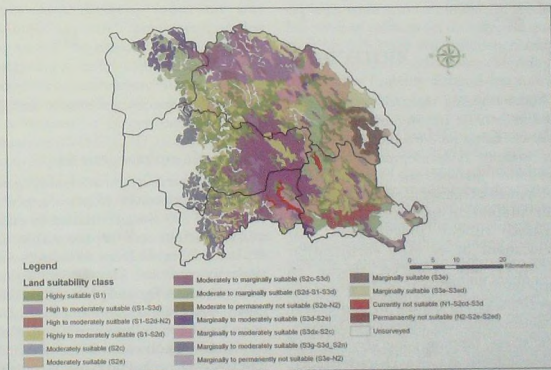 Legend
Land suitability class
Highly suitable (S1)
High to moderately suitable (S1-S3d)
High to moderately suitbale (S1-S2d-N2)
Highly to moderately suitable (S1-S2d)
Moderately suitable (S2c)
Moderately suitable (S2e)
Moderately to marginally suitable (S2c-S3d)
Moderate to marginally suitbale (S2d-S1-S3d)
Moderate to permanently not suitable (S2e-N2)
Marginally to moderately suitable (S3d-S2e)
Marginally to moderately suitable (S3dx-S2c)
Marginally to moderately suitable (S3g-S3d_S2n)
Marginally to permanently not suitable (S3e-N2)
Marginally suitable (S3e)
Marginally suitable (S3e-S3ed)
Currently not suitable (N1-S2cd-S3d
Permanaently not suitable (N2-S2e-S2ed)
Unsurveyed
0 5 10 20
Kilometers